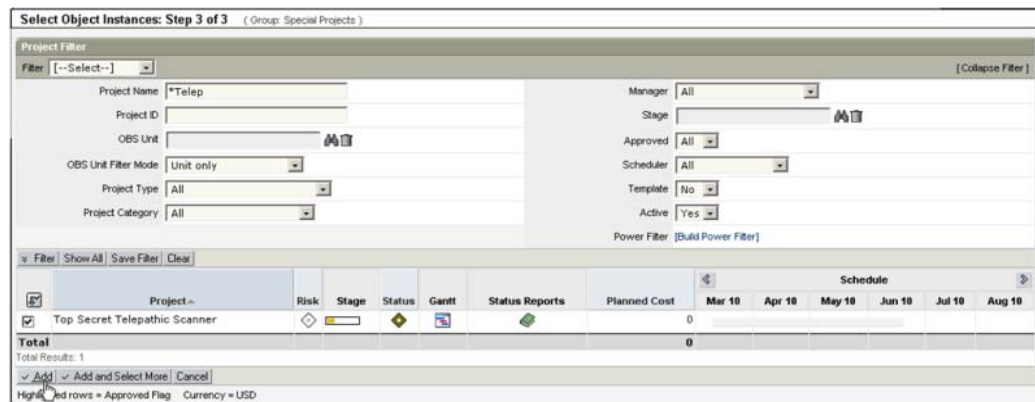 Select Object Instances: Step 3 of 3 ( Group: Special Projects )
Project Filter
Filter [--Select--] [Collapse Filter]
Project Name *Telep
Manager All
Project ID
Stage
OBS Unit
Approved All
OBS Unit Filter Mode Unit only
Scheduler All
Project Type All
Template No
Project Category All
Active Yes
Power Filter [Build Power Filter]
Filter Show All Save Filter Clear
Schedule
Project Risk Stage Status Gantt Status Reports Planned Cost Mar 10 Apr 10 May 10 Jun 10 Jul 10 Aug 10
Top Secret Telepathic Scanner 0
Total 0
Total Results: 1
Add Add and Select More Cancel
rows = Approved Flag Currency = USD